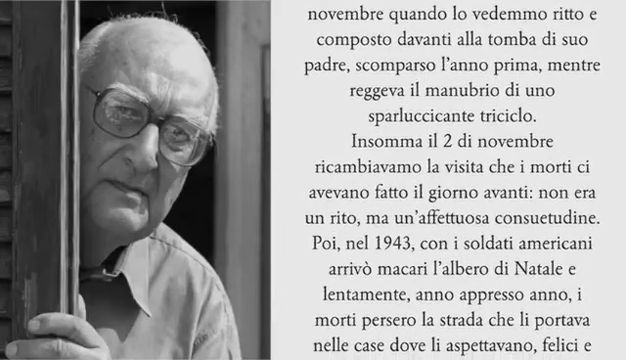 novembre quando lo vedemmo ritto e
composto davanti alla tomba di suo
padre, scomparso l’anno prima, mentre
reggeva il manubrio di uno
sparluccicante triciclo.
Insomma il 2 di novembre
ricambiavamo la visita che i morti ci
avevano fatto il giorno avanti: non era
un rito, ma un’affettuosa consuetudine.
Poi, nel 1943, con i soldati americani
arrivò macari l’albero di Natale e
lentamente, anno appresso anno, i
morti persero la strada che li portava
nelle case dove li aspettavano, felici e